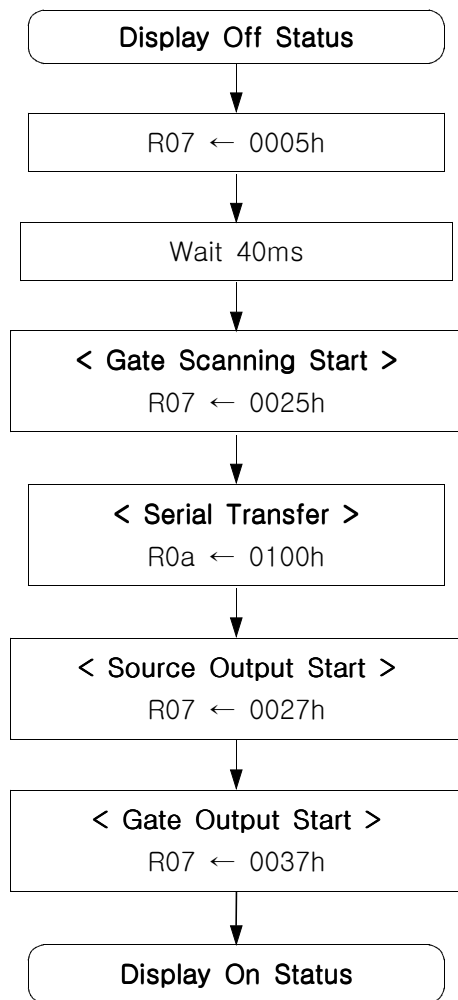 Display Off Status
R07 ← 0005h
Wait 40ms
< Gate Scanning Start >
R07 ← 0025h
< Serial Transfer >
R0a ← 0100h
< Source Output Start >
R07 ← 0027h
< Gate Output Start >
R07 ← 0037h
Display On Status